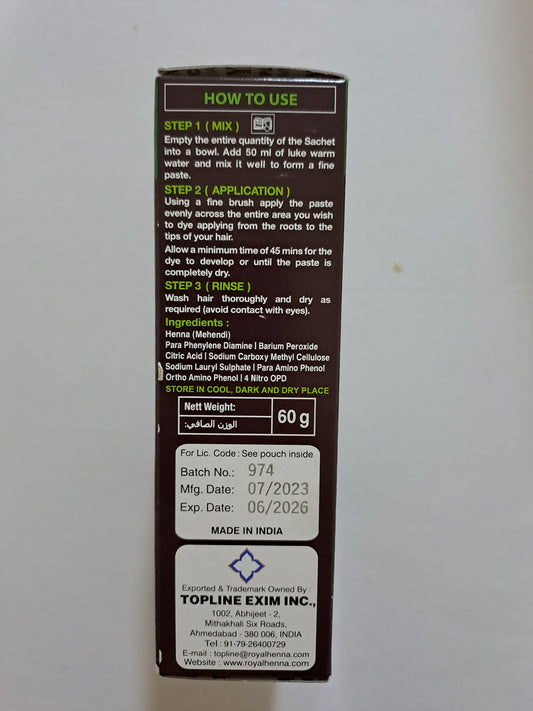 HOW TO USE
STEP 1 ( MIX )
Empty the entire quantity of the Sachet
into a bowl. Add 50 ml of luke warm
water and mix it well to form a fine
paste.
STEP 2 ( APPLICATION )
Using a fine brush apply the paste
evenly across the entire area you wish
to dye applying from the roots to the
tips of your hair.
Allow a minimum time of 45 mins for the
dye to develop or until the paste is
completely dry.
STEP 3 ( RINSE )
Wash hair thoroughly and dry as
required (avoid contact with eyes).
Ingredients :
Henna (Mehendi)
Para Phenylene Diamine | Barium Peroxide
Citric Acid | Sodium Carboxy Methyl Cellulose
Sodium Lauryl Sulphate | Para Amino Phenol
Ortho Amino Phenol | 4 Nitro OPD
STORE IN COOL, DARK AND DRY PLACE
Nett Weight:
60 g
الوزن الصافي:
For Lic. Code : See pouch inside
Batch No.: 974
Mfg. Date: 07/2023
Exp. Date: 06/2026
MADE IN INDIA
Exported & Trademark Owned By :
TOPLINE EXIM INC.,
1002, Abhijeet - 2,
Mithakhali Six Roads,
Ahmedabad - 380 006, INDIA
Tel : 91-79-26400729
E-mail : topline@royalhenna.com
Website : www.royalhenna.com